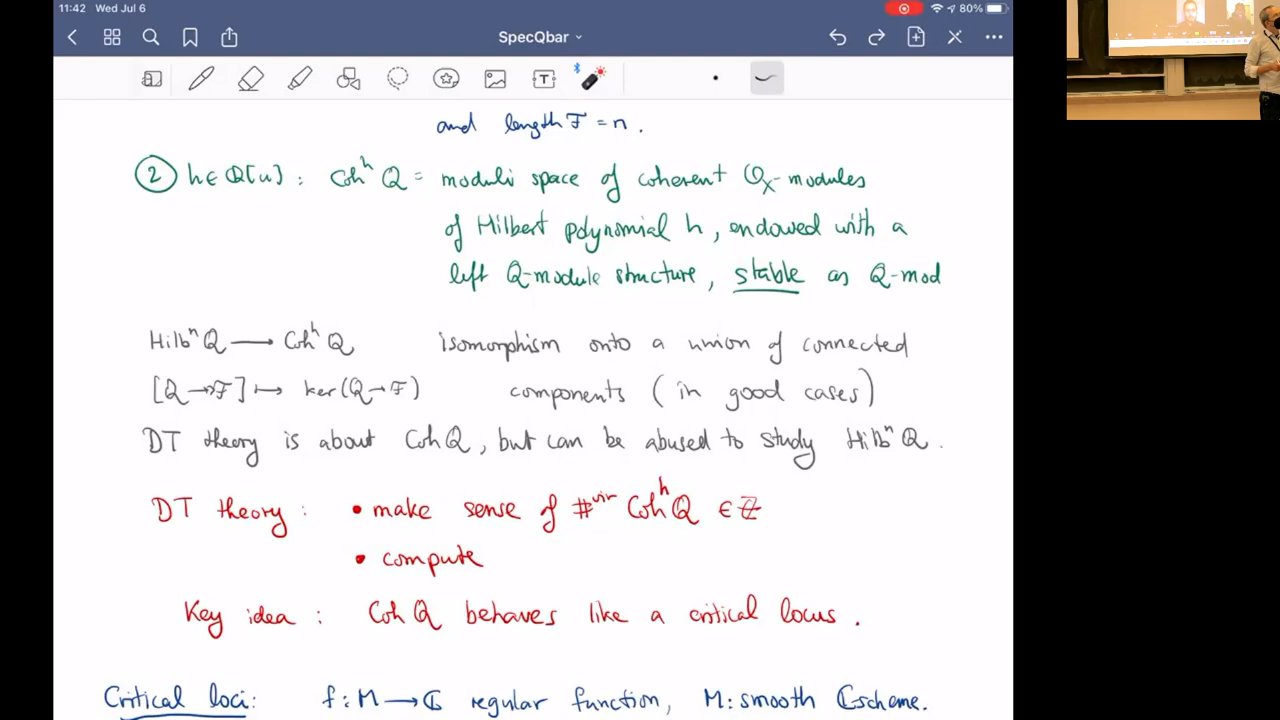 11:42 Wed Jul 6
80%
SpecQbar
and length ℱ = n.
② h ∈ ℚ[u] : Coh^h Q = moduli space of coherent 𝒪_X-modules
of Hilbert polynomial h, endowed with a
left Q-module structure, stable as Q-mod
Hilb^n Q ⟶ Coh^h Q isomorphism onto a union of connected
[Q ↠ ℱ] ⟼ ker(Q → ℱ) components (in good cases)
DT theory is about Coh Q, but can be abused to study Hilb^n Q.
DT theory : • make sense of #^vir Coh^h Q ∈ ℤ
• compute
Key idea : Coh Q behaves like a critical locus.
Critical loci: f : M ⟶ ℂ regular function, M: smooth ℂ scheme.